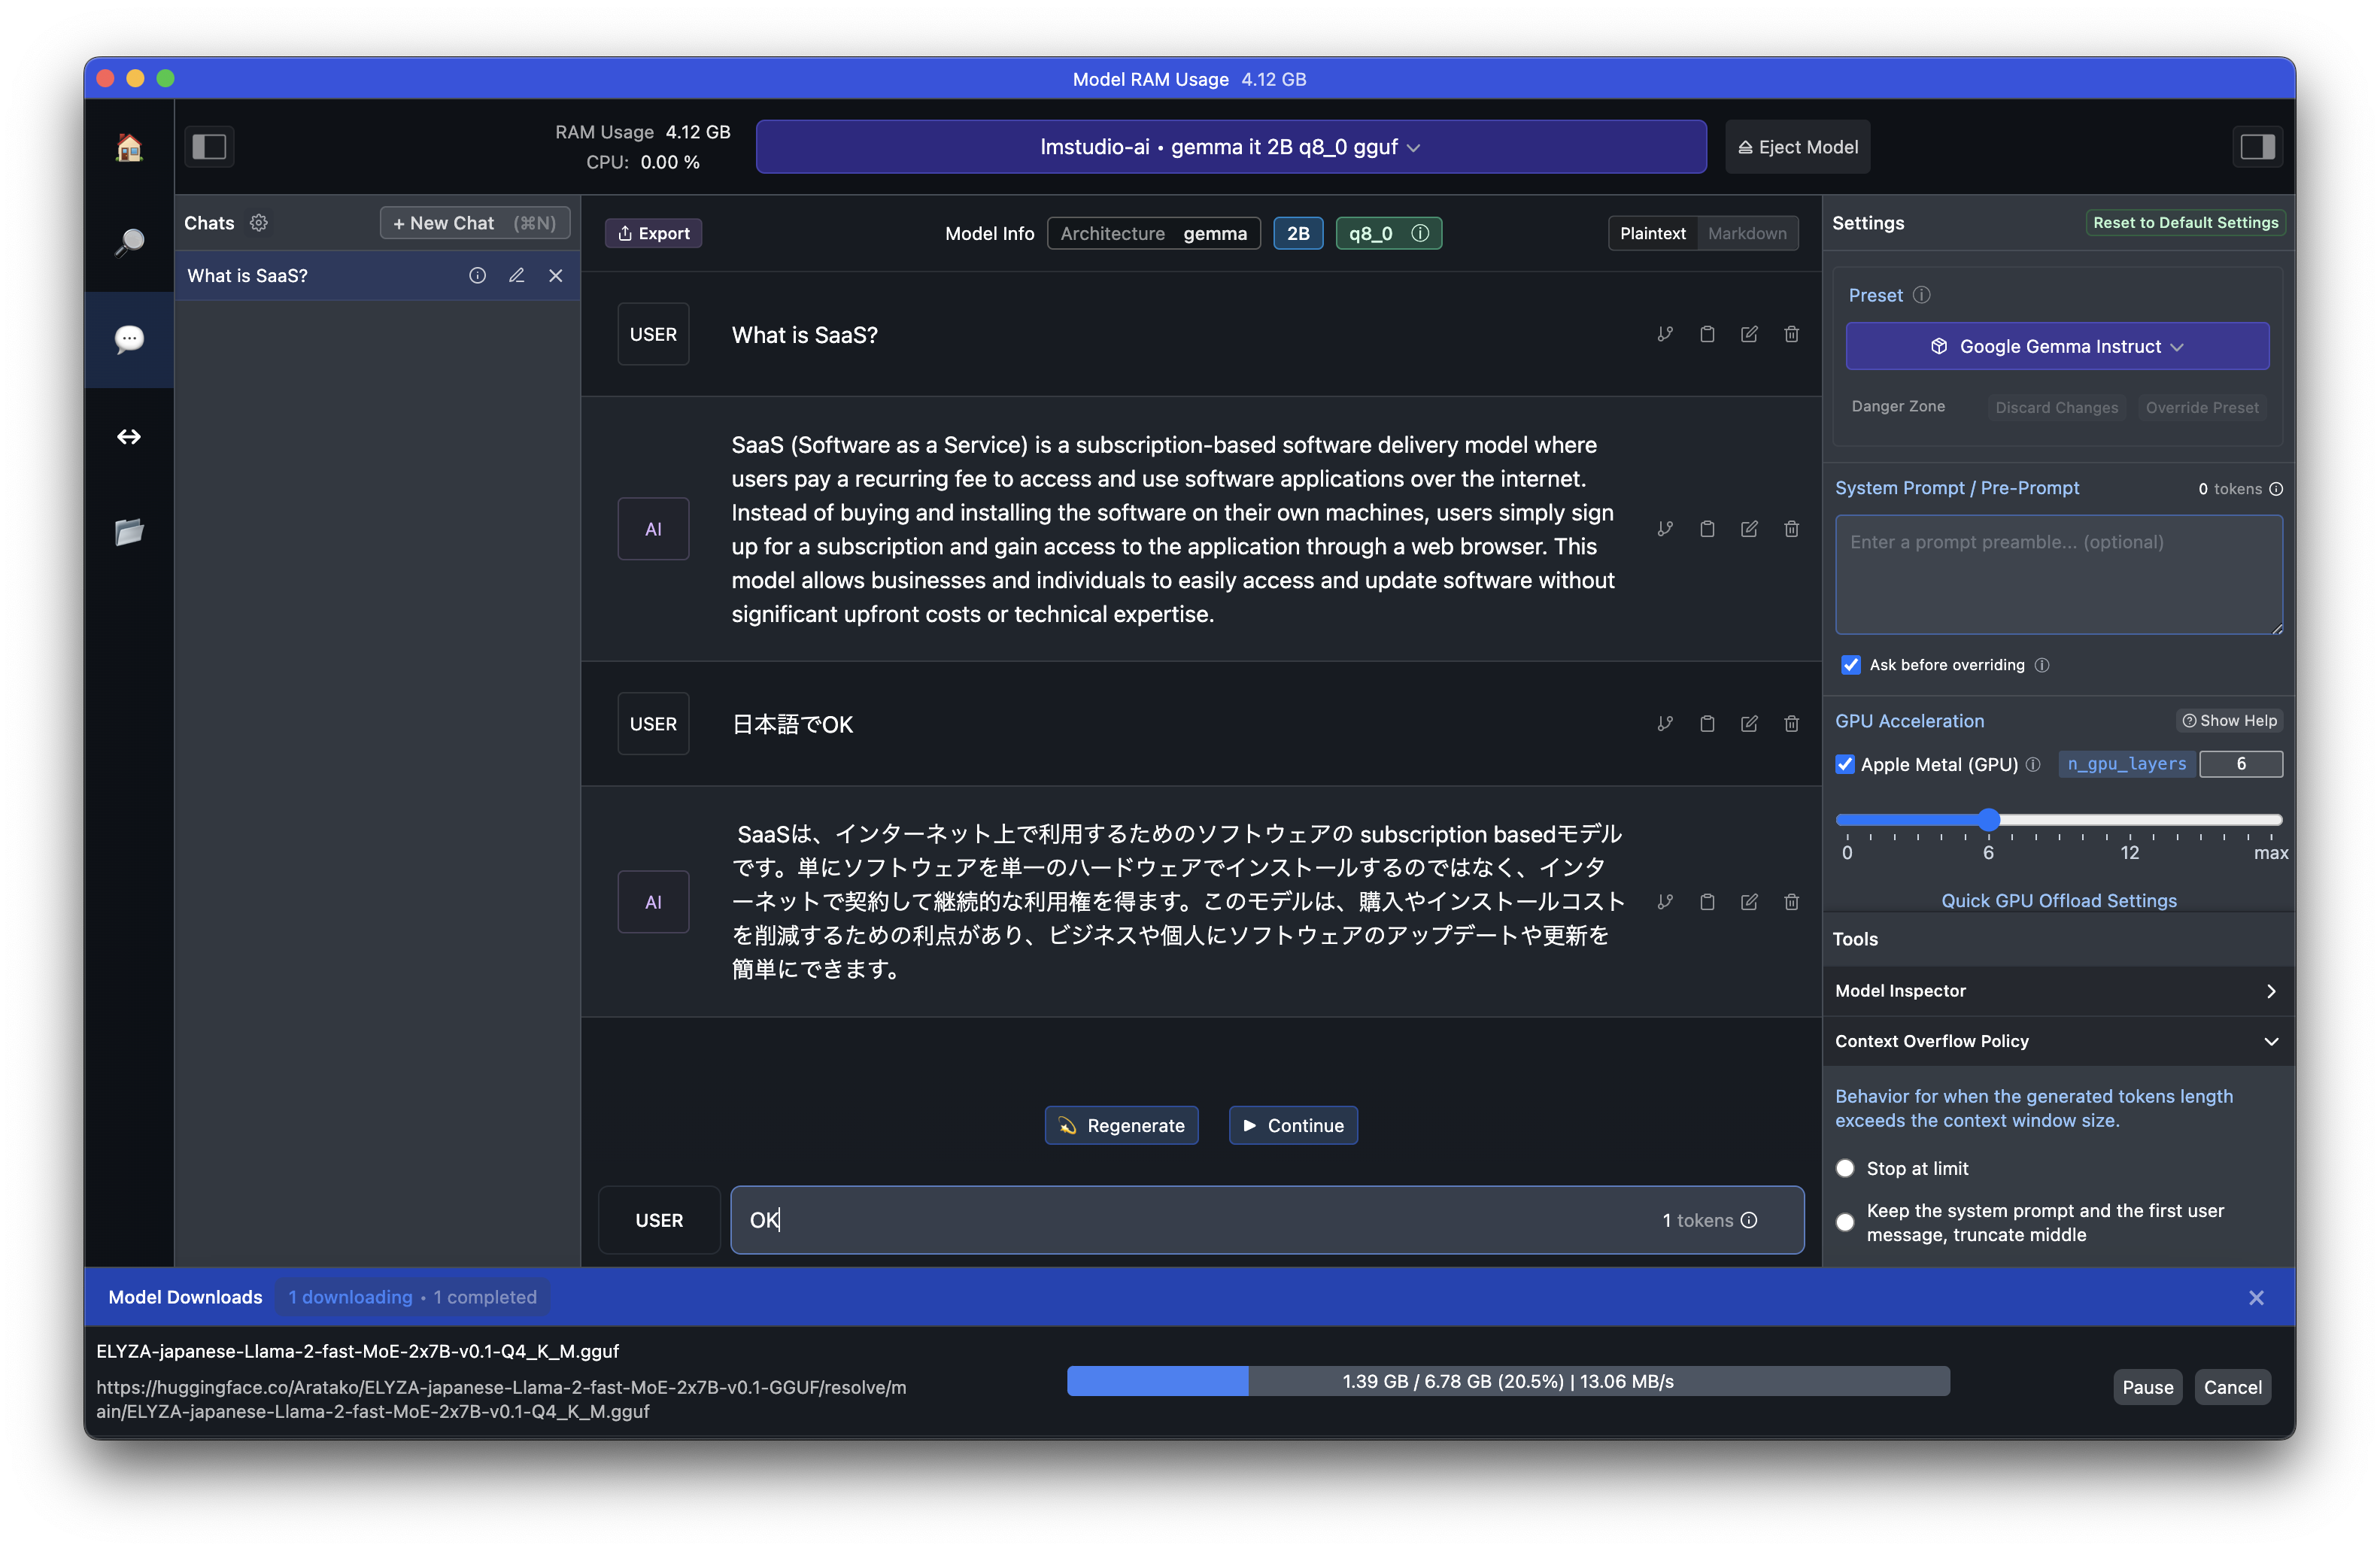 Model RAM Usage 4.12 GB
RAM Usage 4.12 GB
CPU: 0.00 %
lmstudio-ai • gemma it 2B q8_0 gguf
Eject Model
Chats
+ New Chat (⌘N)
What is SaaS?
Export
Model Info
Architecture gemma
2B
q8_0
Plaintext
Markdown
USER
What is SaaS?
AI
SaaS (Software as a Service) is a subscription-based software delivery model where
users pay a recurring fee to access and use software applications over the internet.
Instead of buying and installing the software on their own machines, users simply sign
up for a subscription and gain access to the application through a web browser. This
model allows businesses and individuals to easily access and update software without
significant upfront costs or technical expertise.
USER
日本語でOK
AI
SaaSは、インターネット上で利用するためのソフトウェアの subscription basedモデル
です。単にソフトウェアを単一のハードウェアでインストールするのではなく、インタ
ーネットで契約して継続的な利用権を得ます。このモデルは、購入やインストールコスト
を削減するための利点があり、ビジネスや個人にソフトウェアのアップデートや更新を
簡単にできます。
Regenerate
Continue
USER
OK
1 tokens
Settings
Reset to Default Settings
Preset
Google Gemma Instruct
Danger Zone
Discard Changes
Override Preset
System Prompt / Pre-Prompt
0 tokens
Enter a prompt preamble... (optional)
Ask before overriding
GPU Acceleration
Show Help
Apple Metal (GPU)
n_gpu_layers
6
0 6 12 max
Quick GPU Offload Settings
Tools
Model Inspector
Context Overflow Policy
Behavior for when the generated tokens length
exceeds the context window size.
Stop at limit
Keep the system prompt and the first user
message, truncate middle
Model Downloads
1 downloading • 1 completed
ELYZA-japanese-Llama-2-fast-MoE-2x7B-v0.1-Q4_K_M.gguf
https://huggingface.co/Aratako/ELYZA-japanese-Llama-2-fast-MoE-2x7B-v0.1-GGUF/resolve/m
ain/ELYZA-japanese-Llama-2-fast-MoE-2x7B-v0.1-Q4_K_M.gguf
1.39 GB / 6.78 GB (20.5%) | 13.06 MB/s
Pause
Cancel